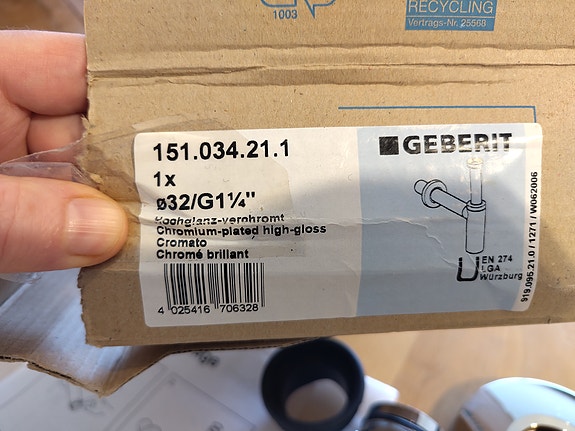 RECYCLING
Vertrags-Nr. 25568
1003
151.034.21.1
GEBERIT
1x
ø32/G1¼"
Hochglanz-verchromt
Chromium-plated high-gloss
Cromato
Chromé brillant
4 025416 706328
EN 274
LGA
Würzburg
919.095.21.0 / 1271 / W062006